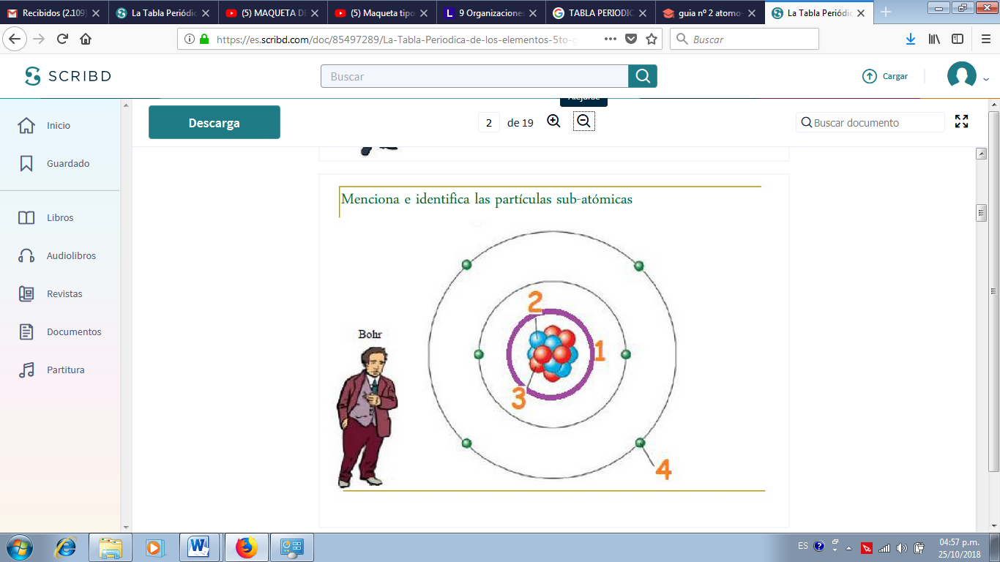 Recibidos (2.109)
La Tabla Periódic
(5) MAQUETA DE
(5) Maqueta tipo
9 Organizaciones
TABLA PERIODIC
guia nº 2 atomo-
La Tabla Periódic
https://es.scribd.com/doc/85497289/La-Tabla-Periodica-de-los-elementos-5to-g
Buscar
SCRIBD
Buscar
Cargar
Alejarse
Descarga
2 de 19
Buscar documento
Inicio
Guardado
Libros
Audiolibros
Revistas
Documentos
Partitura
Menciona e identifica las partículas sub-atómicas
2
Bohr
1
3
4
ES
04:57 p.m.
25/10/2018